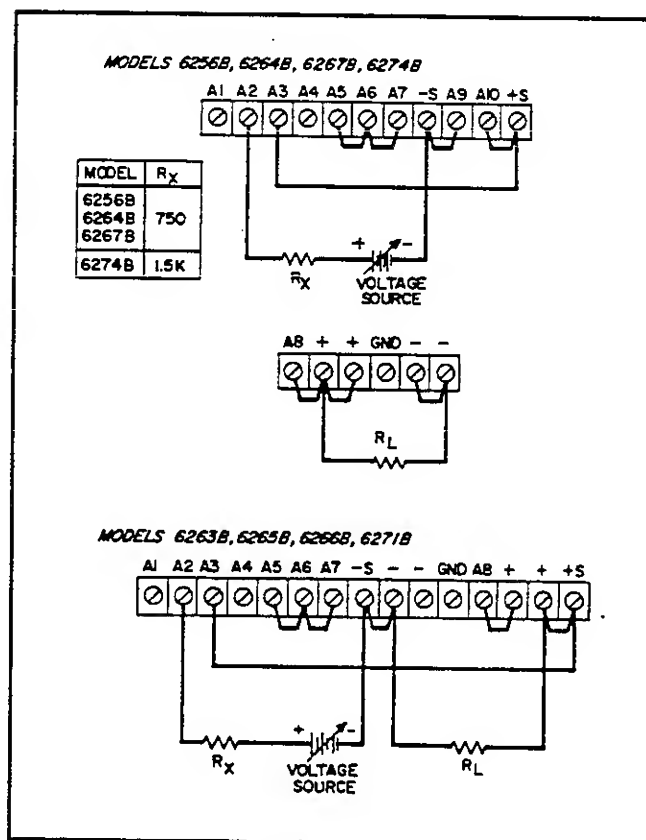 MODELS 6256B, 6264B, 6267B, 6274B
A1 A2 A3 A4 A5 A6 A7 -S A9 A10 +S
MODEL RX
6256B
6264B 750
6267B
6274B 1.5K
+ -
RX VOLTAGE
SOURCE
A8 + + GND - -
RL
MODELS 6263B, 6265B, 6266B, 6271B
A1 A2 A3 A4 A5 A6 A7 -S - - GND A8 + + +S
+ -
RX VOLTAGE
SOURCE
RL